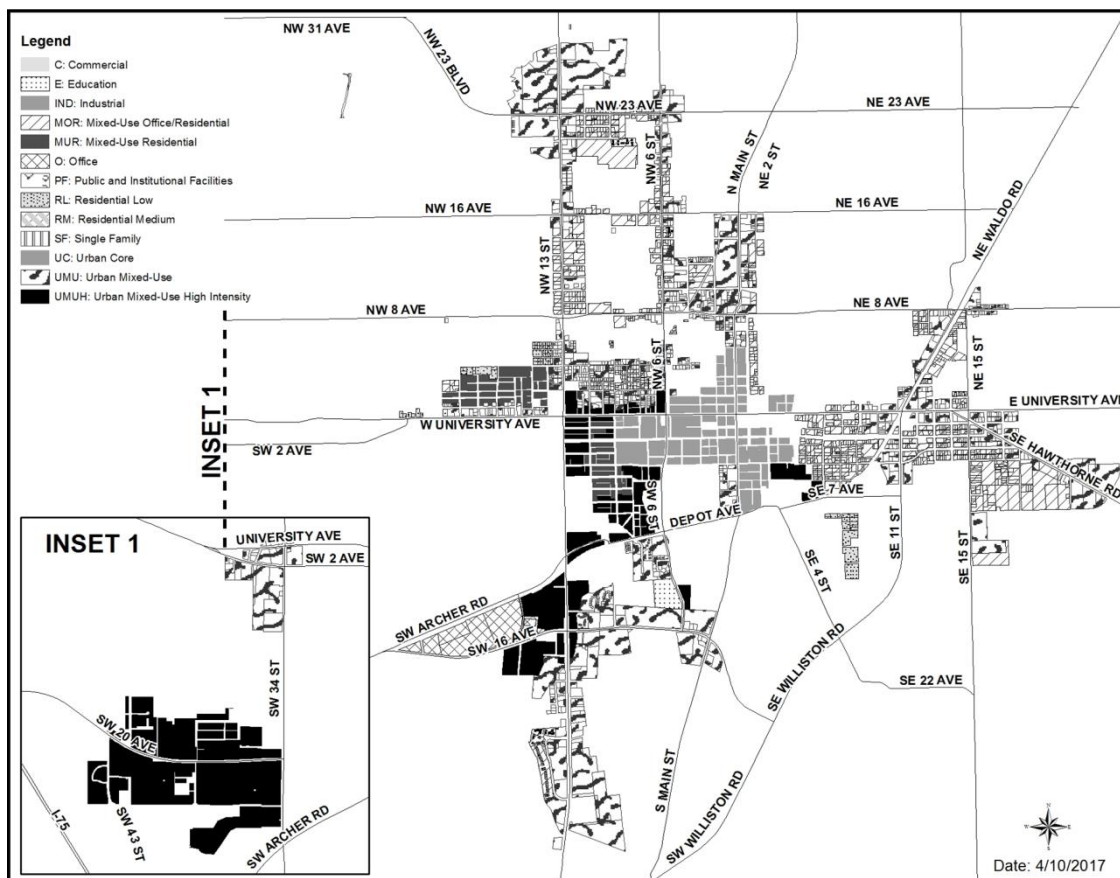 NW 31 AVE
Legend
C: Commercial
E: Education
IND: Industrial
MOR: Mixed-Use Office/Residential
MUR: Mixed-Use Residential
O: Office
PF: Public and Institutional Facilities
RL: Residential Low
RM: Residential Medium
SF: Single Family
UC: Urban Core
UMU: Urban Mixed-Use
UMUH: Urban Mixed-Use High Intensity
NW 23 BLVD
NW 23 AVE
NE 23 AVE
NW 6 ST
N MAIN ST
NE 2 ST
NW 16 AVE
NE 16 AVE
NE WALDO RD
NW 13 ST
NW 8 AVE
NE 8 AVE
NW 6 ST
NE 15 ST
INSET 1
W UNIVERSITY AVE
E UNIVERSITY AVE
SW 2 AVE
SE HAWTHORNE RD
SW 6 ST
SE 7 AVE
DEPOT AVE
SE 11 ST
SE 15 ST
SE 4 ST
SW ARCHER RD
SW 16 AVE
SE WILLISTON RD
SE 22 AVE
S MAIN ST
SW WILLISTON RD
INSET 1
UNIVERSITY AVE
SW 2 AVE
SW 34 ST
SW 20 AVE
SW 43 ST
I-75
SW ARCHER RD
N
W
E
S
Date: 4/10/2017